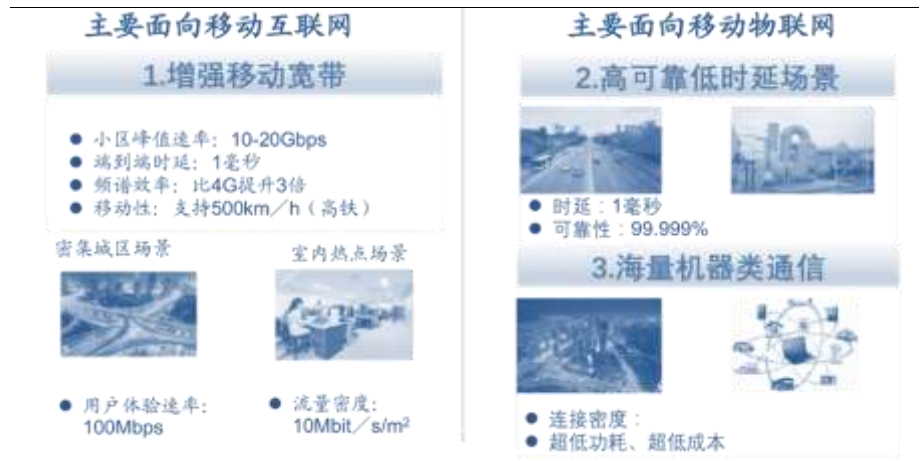 主要面向移动互联网
1.增强移动宽带
● 小区峰值速率：10-20Gbps
● 端到端时延：1毫秒
● 频谱效率：比4G提升3倍
● 移动性：支持500km／h（高铁）
密集城区场景
室内热点场景
● 用户体验速率：
100Mbps
● 流量密度：
10Mbit／s/m²
主要面向移动物联网
2.高可靠低时延场景
● 时延：1毫秒
● 可靠性：99.999%
3.海量机器类通信
● 连接密度：
● 超低功耗、超低成本